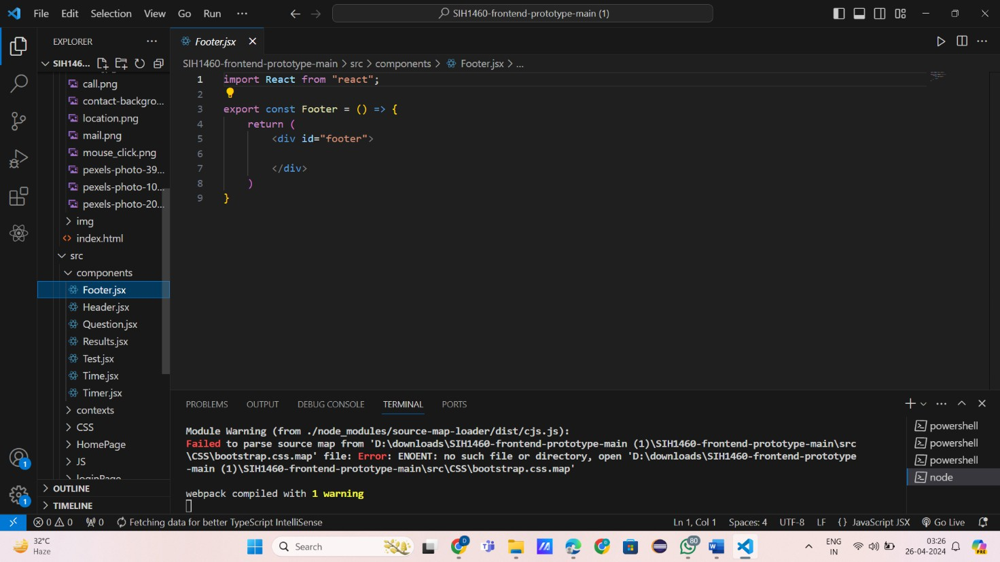 File Edit Selection View Go Run ...
SIH1460-frontend-prototype-main (1)
EXPLORER
SIH146...
call.png
contact-backgro...
location.png
mail.png
mouse_click.png
pexels-photo-39...
pexels-photo-10...
pexels-photo-20...
img
index.html
src
components
Footer.jsx
Header.jsx
Question.jsx
Results.jsx
Test.jsx
Time.jsx
Timer.jsx
contexts
CSS
HomePage
JS
loginPage
OUTLINE
TIMELINE
Footer.jsx
SIH1460-frontend-prototype-main > src > components > Footer.jsx > ...
1 import React from "react";
2
3 export const Footer = () => {
4 return (
5 <div id="footer">
6
7 </div>
8 )
9 }
PROBLEMS OUTPUT DEBUG CONSOLE TERMINAL PORTS
Module Warning (from ./node_modules/source-map-loader/dist/cjs.js):
Failed to parse source map from 'D:\downloads\SIH1460-frontend-prototype-main (1)\SIH1460-frontend-prototype-main\src
\CSS\bootstrap.css.map' file: Error: ENOENT: no such file or directory, open 'D:\downloads\SIH1460-frontend-prototype
-main (1)\SIH1460-frontend-prototype-main\src\CSS\bootstrap.css.map'
webpack compiled with 1 warning
powershell
powershell
powershell
node
1
1
0 0 0 Fetching data for better TypeScript IntelliSense
Ln 1, Col 1 Spaces: 4 UTF-8 LF {} JavaScript JSX Go Live
32°C
Haze
Search
D
D
80
PRE
ENG
IN
03:26
26-04-2024